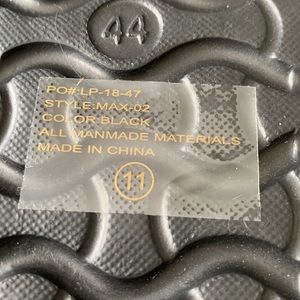 44
PO#:LP-18-47
STYLE:MAX-02
COLOR:BLACK
ALL MANMADE MATERIALS
MADE IN CHINA
11